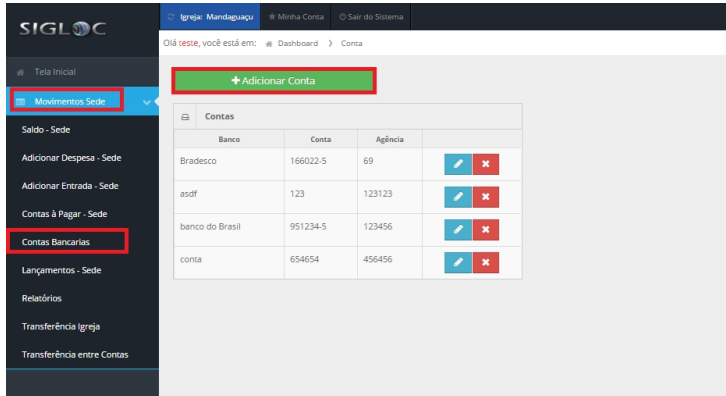 SIGLOC
Igreja: Mandaguaçu
Minha Conta
Sair do Sistema
Olá teste, você está em: Dashboard > Conta
Tela Inicial
Movimentos Sede
Saldo - Sede
Adicionar Despesa - Sede
Adicionar Entrada - Sede
Contas à Pagar - Sede
Contas Bancarias
Lançamentos - Sede
Relatórios
Transferência Igreja
Transferência entre Contas
+ Adicionar Conta
Contas
Banco Conta Agência
Bradesco 166022-5 69
asdf 123 123123
banco do Brasil 951234-5 123456
conta 654654 456456